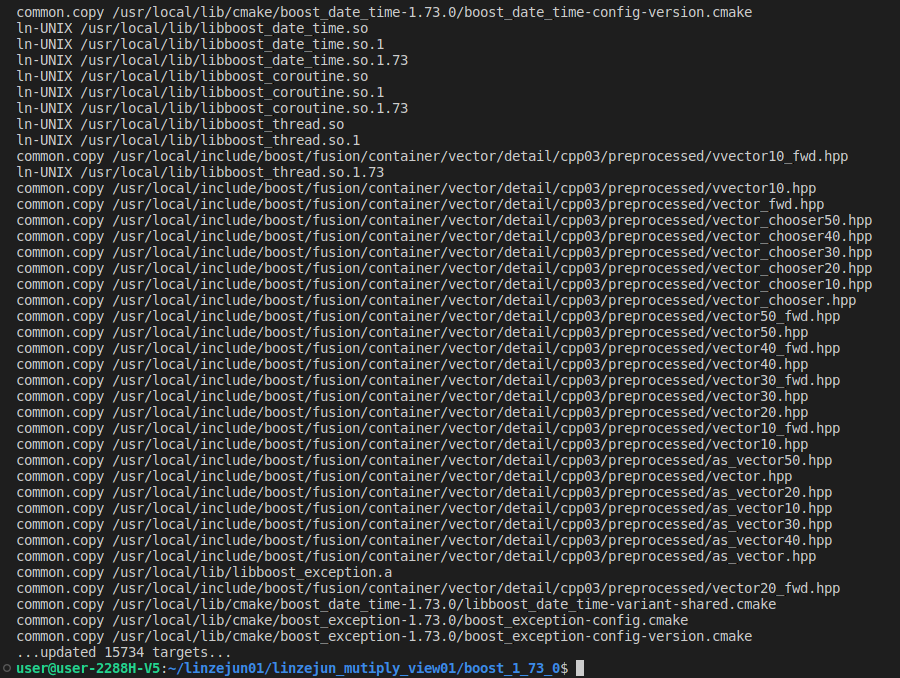 common.copy /usr/local/lib/cmake/boost_date_time-1.73.0/boost_date_time-config-version.cmake
ln-UNIX /usr/local/lib/libboost_date_time.so
ln-UNIX /usr/local/lib/libboost_date_time.so.1
ln-UNIX /usr/local/lib/libboost_date_time.so.1.73
ln-UNIX /usr/local/lib/libboost_coroutine.so
ln-UNIX /usr/local/lib/libboost_coroutine.so.1
ln-UNIX /usr/local/lib/libboost_coroutine.so.1.73
ln-UNIX /usr/local/lib/libboost_thread.so
ln-UNIX /usr/local/lib/libboost_thread.so.1
common.copy /usr/local/include/boost/fusion/container/vector/detail/cpp03/preprocessed/vvector10_fwd.hpp
ln-UNIX /usr/local/lib/libboost_thread.so.1.73
common.copy /usr/local/include/boost/fusion/container/vector/detail/cpp03/preprocessed/vvector10.hpp
common.copy /usr/local/include/boost/fusion/container/vector/detail/cpp03/preprocessed/vector_fwd.hpp
common.copy /usr/local/include/boost/fusion/container/vector/detail/cpp03/preprocessed/vector_chooser50.hpp
common.copy /usr/local/include/boost/fusion/container/vector/detail/cpp03/preprocessed/vector_chooser40.hpp
common.copy /usr/local/include/boost/fusion/container/vector/detail/cpp03/preprocessed/vector_chooser30.hpp
common.copy /usr/local/include/boost/fusion/container/vector/detail/cpp03/preprocessed/vector_chooser20.hpp
common.copy /usr/local/include/boost/fusion/container/vector/detail/cpp03/preprocessed/vector_chooser10.hpp
common.copy /usr/local/include/boost/fusion/container/vector/detail/cpp03/preprocessed/vector_chooser.hpp
common.copy /usr/local/include/boost/fusion/container/vector/detail/cpp03/preprocessed/vector50_fwd.hpp
common.copy /usr/local/include/boost/fusion/container/vector/detail/cpp03/preprocessed/vector50.hpp
common.copy /usr/local/include/boost/fusion/container/vector/detail/cpp03/preprocessed/vector40_fwd.hpp
common.copy /usr/local/include/boost/fusion/container/vector/detail/cpp03/preprocessed/vector40.hpp
common.copy /usr/local/include/boost/fusion/container/vector/detail/cpp03/preprocessed/vector30_fwd.hpp
common.copy /usr/local/include/boost/fusion/container/vector/detail/cpp03/preprocessed/vector30.hpp
common.copy /usr/local/include/boost/fusion/container/vector/detail/cpp03/preprocessed/vector20.hpp
common.copy /usr/local/include/boost/fusion/container/vector/detail/cpp03/preprocessed/vector10_fwd.hpp
common.copy /usr/local/include/boost/fusion/container/vector/detail/cpp03/preprocessed/vector10.hpp
common.copy /usr/local/include/boost/fusion/container/vector/detail/cpp03/preprocessed/as_vector50.hpp
common.copy /usr/local/include/boost/fusion/container/vector/detail/cpp03/preprocessed/vector.hpp
common.copy /usr/local/include/boost/fusion/container/vector/detail/cpp03/preprocessed/as_vector20.hpp
common.copy /usr/local/include/boost/fusion/container/vector/detail/cpp03/preprocessed/as_vector10.hpp
common.copy /usr/local/include/boost/fusion/container/vector/detail/cpp03/preprocessed/as_vector30.hpp
common.copy /usr/local/include/boost/fusion/container/vector/detail/cpp03/preprocessed/as_vector40.hpp
common.copy /usr/local/include/boost/fusion/container/vector/detail/cpp03/preprocessed/as_vector.hpp
common.copy /usr/local/lib/libboost_exception.a
common.copy /usr/local/include/boost/fusion/container/vector/detail/cpp03/preprocessed/vector20_fwd.hpp
common.copy /usr/local/lib/cmake/boost_date_time-1.73.0/libboost_date_time-variant-shared.cmake
common.copy /usr/local/lib/cmake/boost_exception-1.73.0/boost_exception-config.cmake
common.copy /usr/local/lib/cmake/boost_exception-1.73.0/boost_exception-config-version.cmake
...updated 15734 targets...
user@user-2288H-V5:~/linzejun01/linzejun_mutiply_view01/boost_1_73_0$